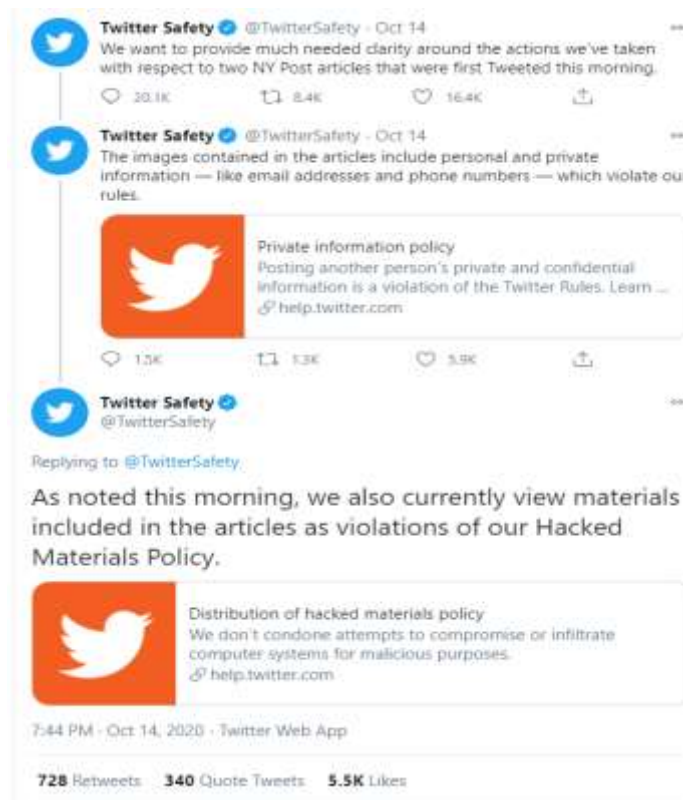 Twitter Safety @TwitterSafety · Oct 14
We want to provide much needed clarity around the actions we've taken
with respect to two NY Post articles that were first Tweeted this morning.
20.1K 8.4K 16.4K
Twitter Safety @TwitterSafety · Oct 14
The images contained in the articles include personal and private
information — like email addresses and phone numbers — which violate our
rules.
Private information policy
Posting another person's private and confidential
information is a violation of the Twitter Rules. Learn ...
help.twitter.com
1.5K 1.3K 5.9K
Twitter Safety
@TwitterSafety
Replying to @TwitterSafety
As noted this morning, we also currently view materials
included in the articles as violations of our Hacked
Materials Policy.
Distribution of hacked materials policy
We don't condone attempts to compromise or infiltrate
computer systems for malicious purposes.
help.twitter.com
7:44 PM · Oct 14, 2020 · Twitter Web App
728 Retweets 340 Quote Tweets 5.5K Likes